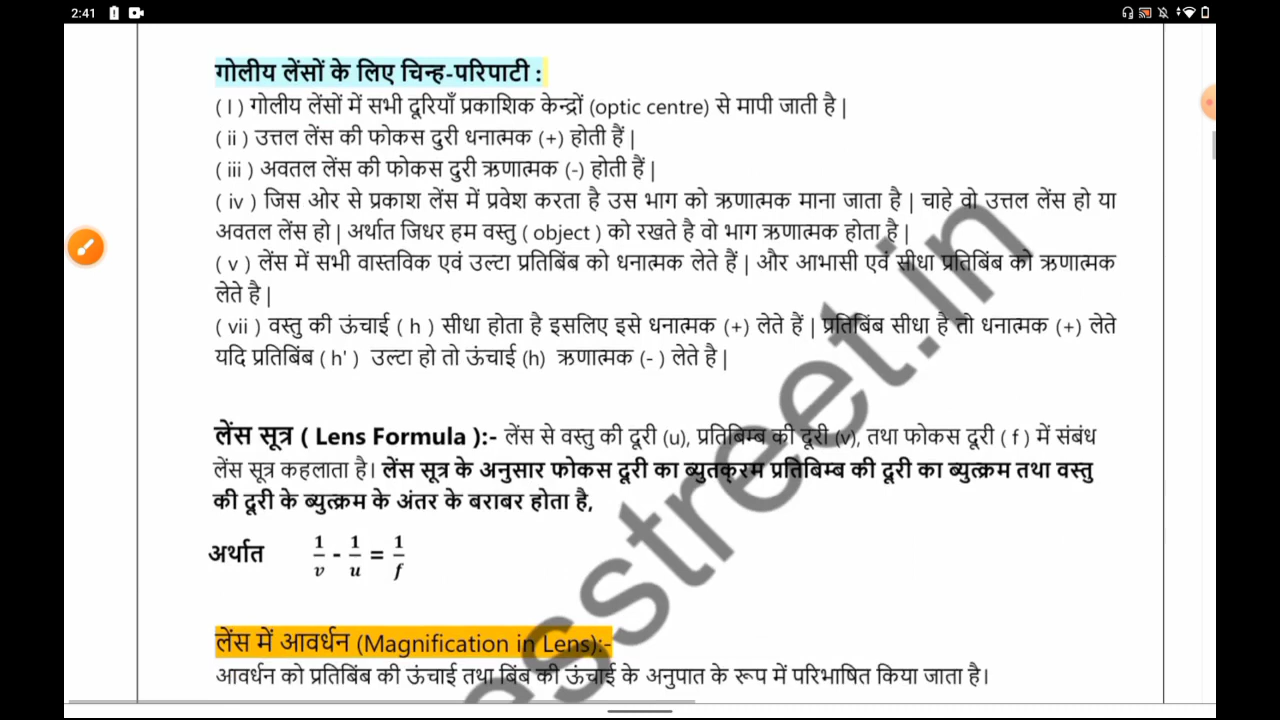 2:41
गोलीय लेंसों के लिए चिन्ह-परिपाटी :
( I ) गोलीय लेंसों में सभी दूरियाँ प्रकाशिक केन्द्रों (optic centre) से मापी जाती है |
( ii ) उत्तल लेंस की फोकस दुरी धनात्मक (+) होती हैं |
( iii ) अवतल लेंस की फोकस दुरी ऋणात्मक (-) होती हैं |
( iv ) जिस ओर से प्रकाश लेंस में प्रवेश करता है उस भाग को ऋणात्मक माना जाता है | चाहे वो उत्तल लेंस हो या
अवतल लेंस हो | अर्थात जिधर हम वस्तु ( object ) को रखते है वो भाग ऋणात्मक होता है |
( v ) लेंस में सभी वास्तविक एवं उल्टा प्रतिबिंब को धनात्मक लेते हैं | और आभासी एवं सीधा प्रतिबिंब को ऋणात्मक
लेते है |
( vii ) वस्तु की ऊंचाई ( h ) सीधा होता है इसलिए इसे धनात्मक (+) लेते हैं | प्रतिबिंब सीधा है तो धनात्मक (+) लेते
यदि प्रतिबिंब ( h' ) उल्टा हो तो ऊंचाई (h) ऋणात्मक (- ) लेते है |
लेंस सूत्र ( Lens Formula ):- लेंस से वस्तु की दूरी (u), प्रतिबिम्ब की दूरी (v), तथा फोकस दूरी ( f ) में संबंध
लेंस सूत्र कहलाता है। लेंस सूत्र के अनुसार फोकस दूरी का ब्युतक्रम प्रतिबिम्ब की दूरी का ब्युत्क्रम तथा वस्तु
की दूरी के ब्युत्क्रम के अंतर के बराबर होता है,
अर्थात 1/v - 1/u = 1/f
लेंस में आवर्धन (Magnification in Lens):-
आवर्धन को प्रतिबिंब की ऊंचाई तथा बिंब की ऊंचाई के अनुपात के रूप में परिभाषित किया जाता है।
essstreet.in